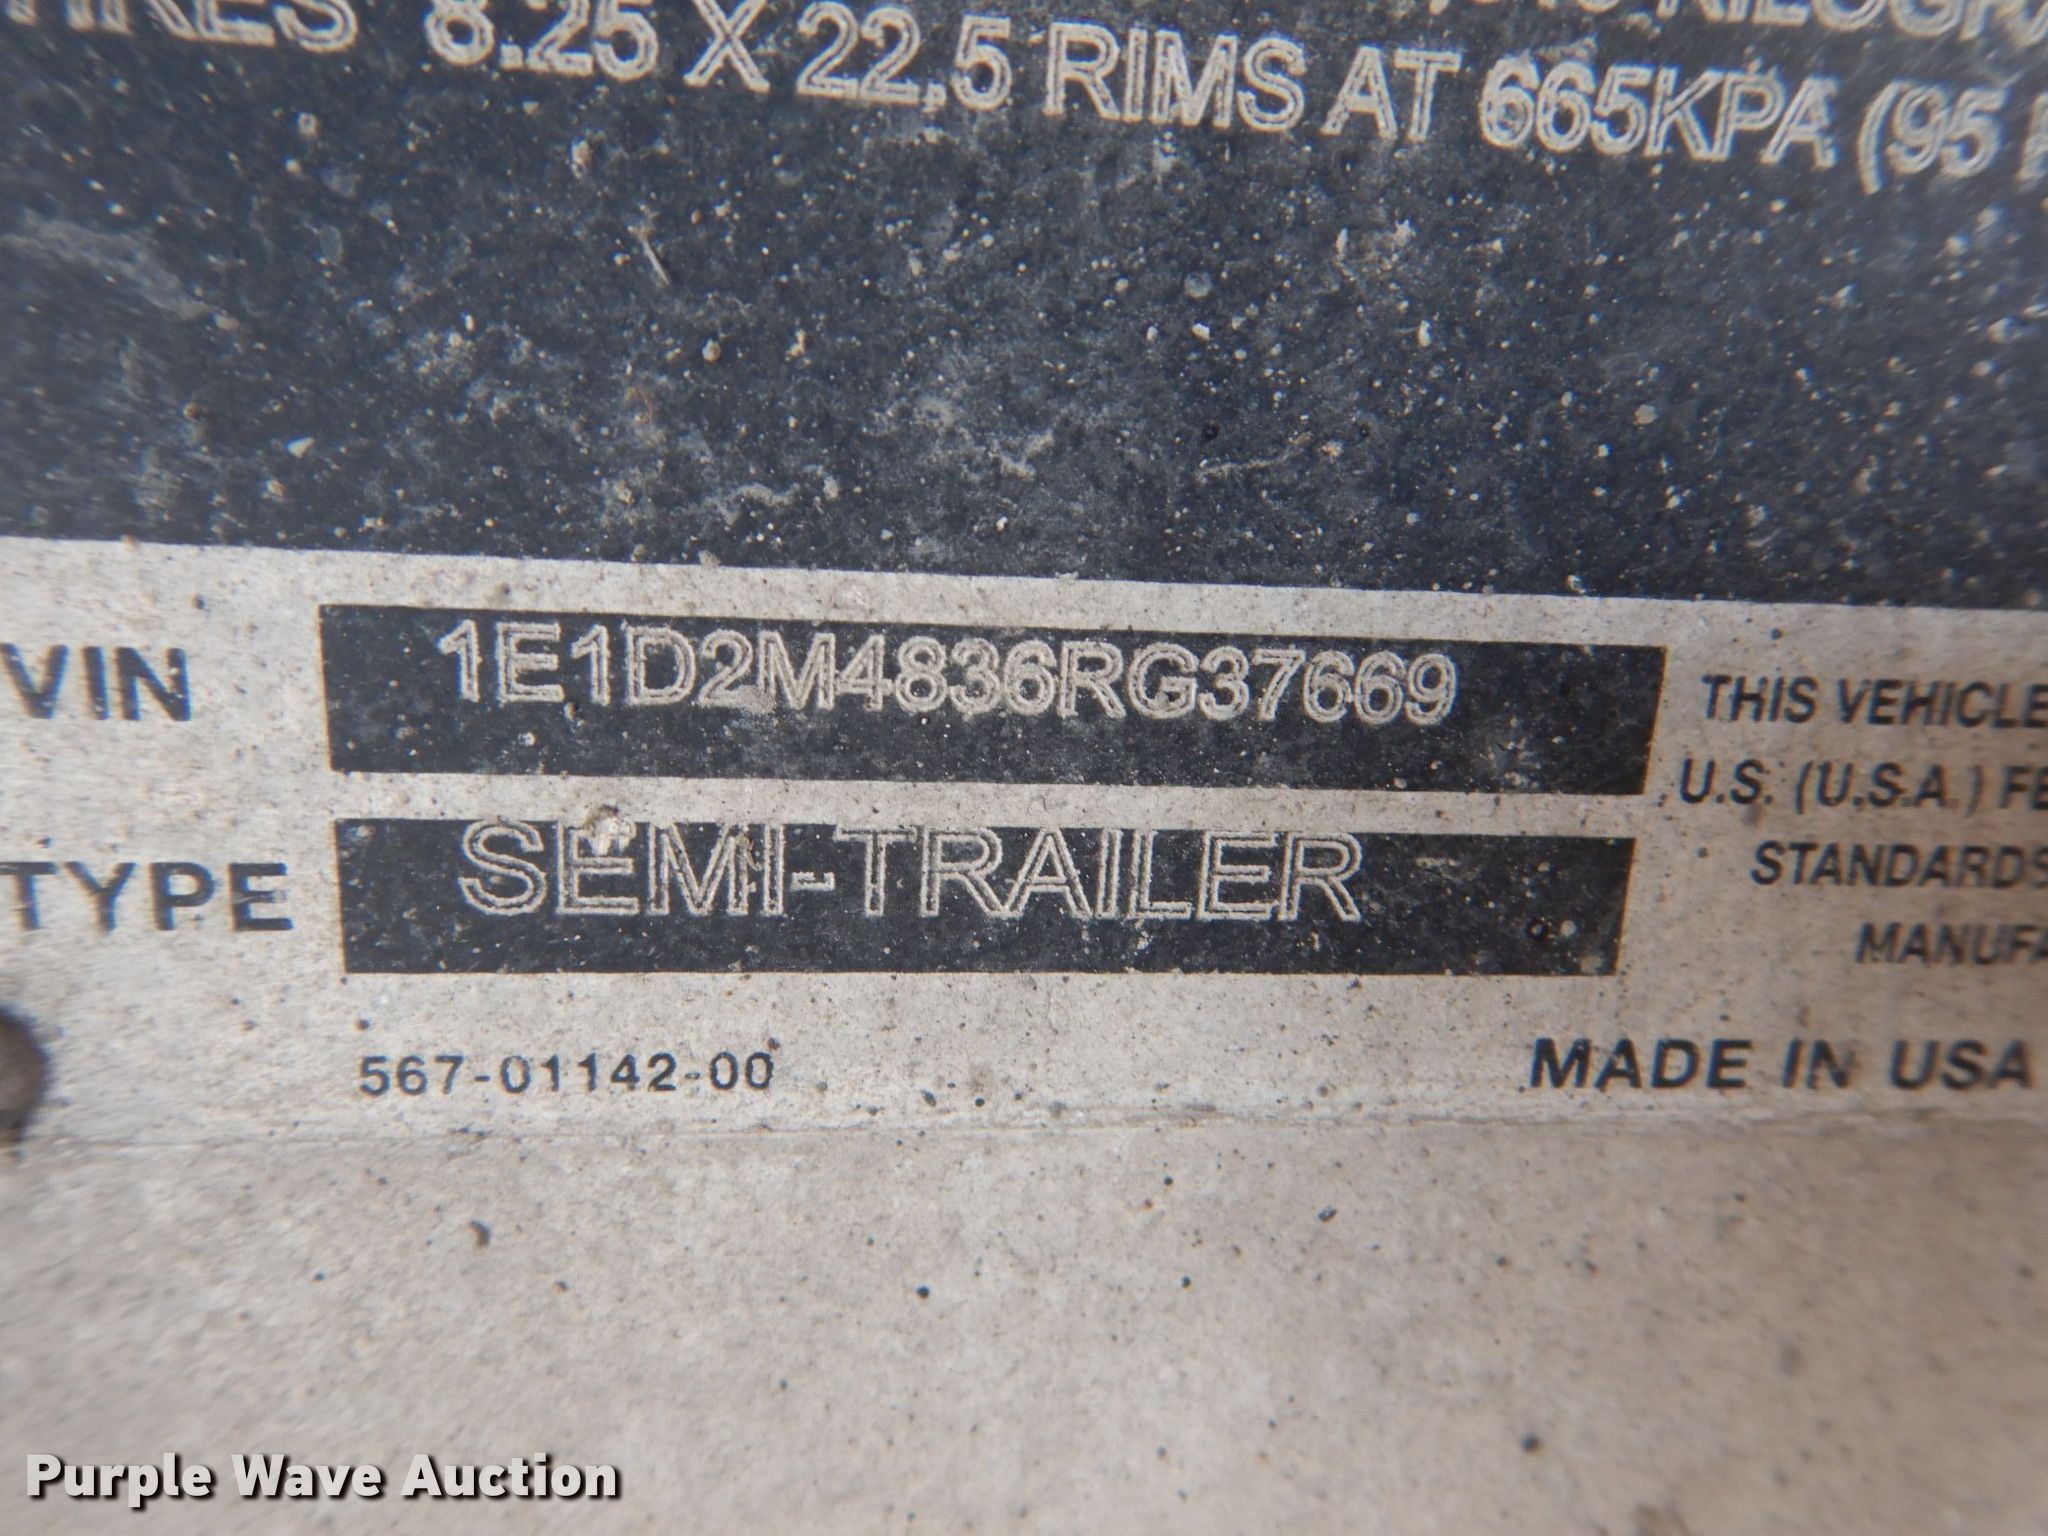 8.25 X 22.5 RIMS AT 665KPA (95
VIN 1E1D2M4836RG37669
TYPE SEMI-TRAILER
THIS VEHICLE
U.S. (U.S.A.)
STANDARDS
567-01142-00
MADE IN USA
Purple Wave Auction